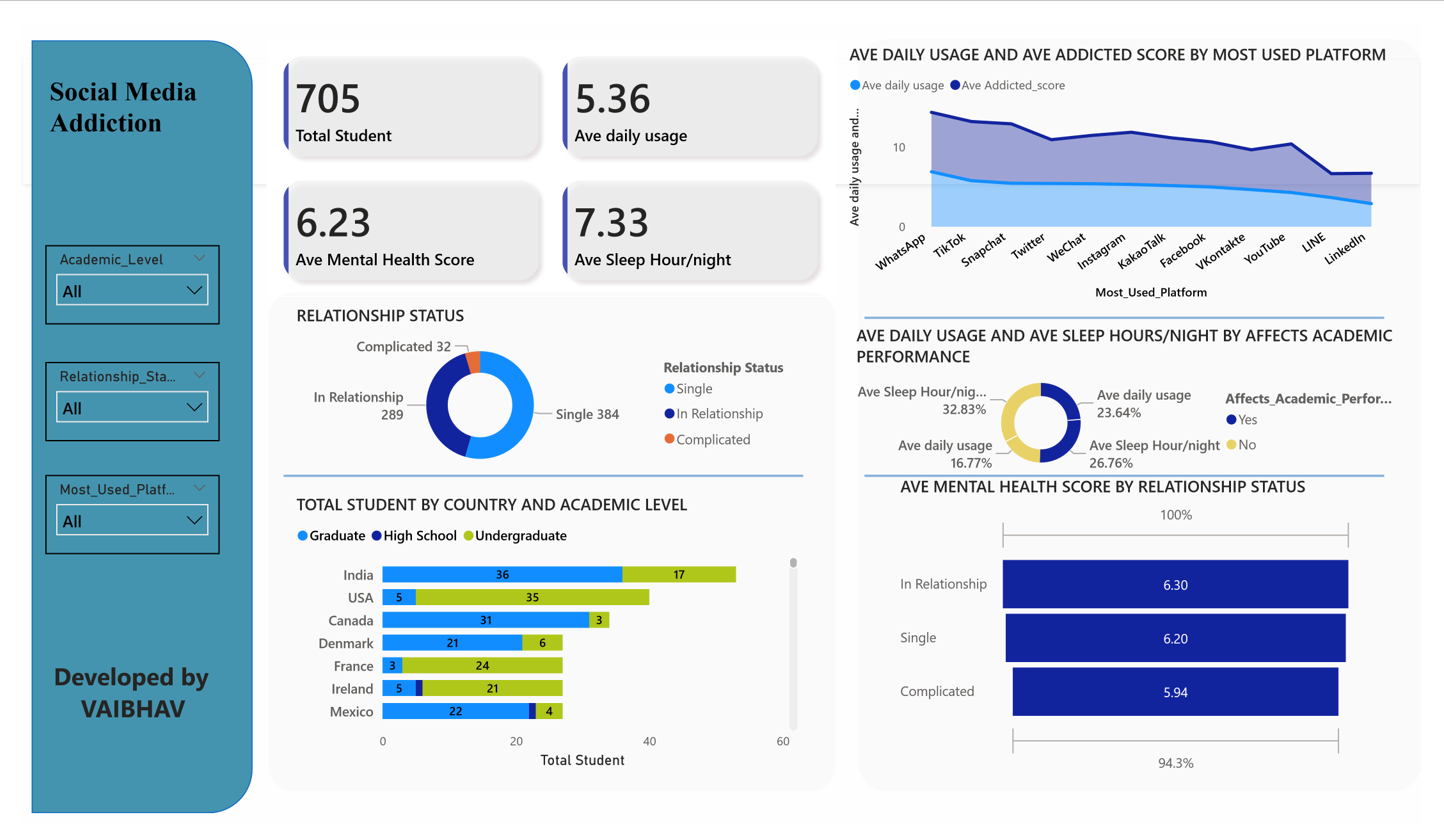 Social Media
Addiction
Academic_Level
All
Relationship_Sta...
All
Most_Used_Platf...
All
Developed by
VAIBHAV
705
Total Student
5.36
Ave daily usage
6.23
Ave Mental Health Score
7.33
Ave Sleep Hour/night
RELATIONSHIP STATUS
Complicated 32
In Relationship
289
Single 384
Relationship Status
Single
In Relationship
Complicated
TOTAL STUDENT BY COUNTRY AND ACADEMIC LEVEL
Graduate High School Undergraduate
India 36 17
USA 5 35
Canada 31 3
Denmark 21 6
France 3 24
Ireland 5 21
Mexico 22 4
0 20 40 60
Total Student
AVE DAILY USAGE AND AVE ADDICTED SCORE BY MOST USED PLATFORM
Ave daily usage Ave Addicted_score
Ave daily usage and...
10
0
WhatsApp TikTok Snapchat Twitter WeChat Instagram KakaoTalk Facebook VKontakte YouTube LINE LinkedIn
Most_Used_Platform
AVE DAILY USAGE AND AVE SLEEP HOURS/NIGHT BY AFFECTS ACADEMIC
PERFORMANCE
Ave Sleep Hour/nig...
32.83%
Ave daily usage
23.64%
Ave daily usage
16.77%
Ave Sleep Hour/night
26.76%
Affects_Academic_Perfor...
Yes
No
AVE MENTAL HEALTH SCORE BY RELATIONSHIP STATUS
100%
In Relationship 6.30
Single 6.20
Complicated 5.94
94.3%